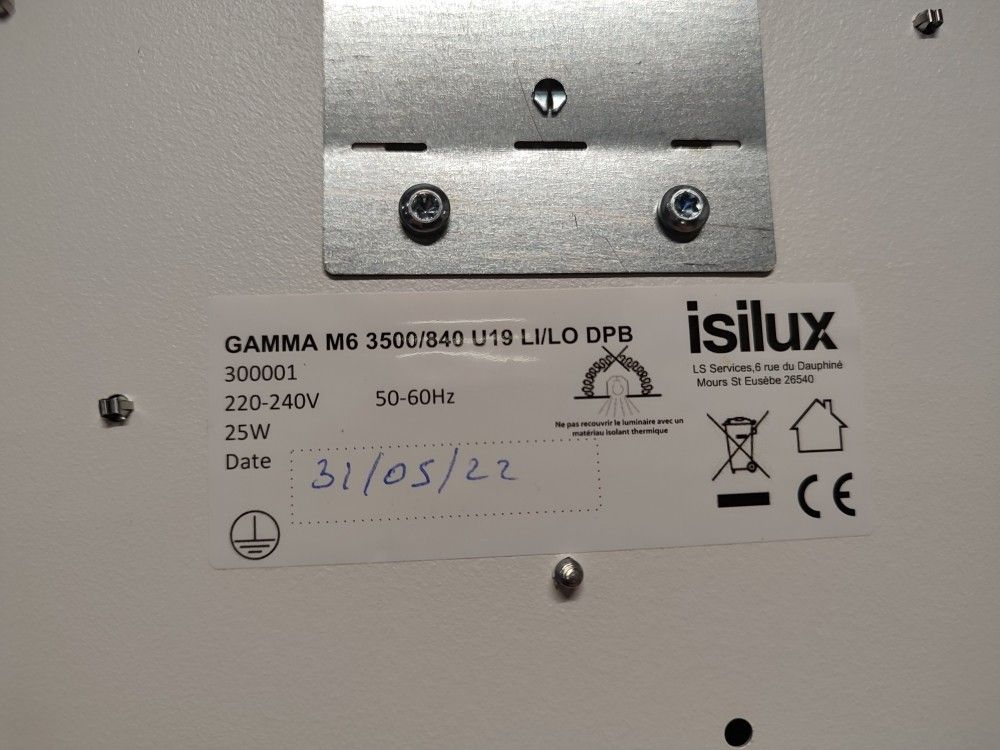 GAMMA M6 3500/840 U19 LI/LO DPB
300001
220-240V 50-60Hz
25W
Date 31/05/22
Ne pas recouvrir le luminaire avec un
matériau isolant thermique
isilux
LS Services,6 rue du Dauphiné
Mours St Eusèbe 26540
CE